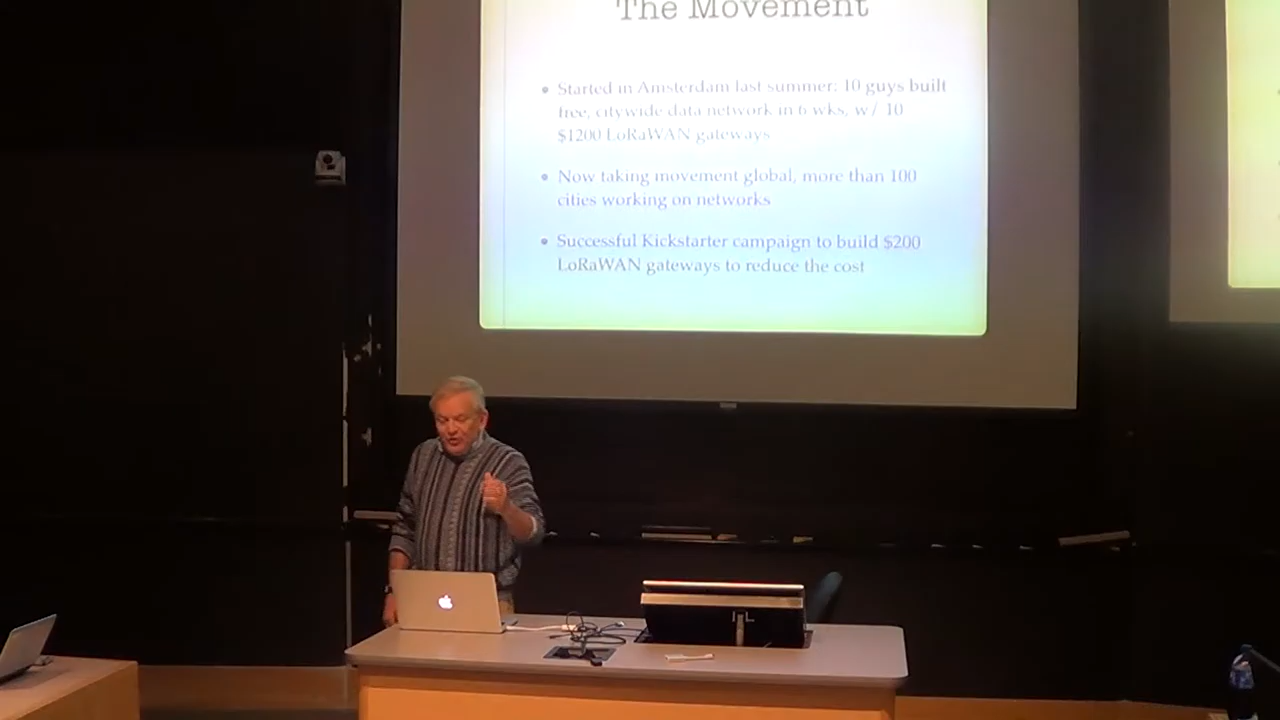 The Movement
• Started in Amsterdam last summer: 10 guys built
free, citywide data network in 6 wks, w/ 10
$1200 LoRaWAN gateways
• Now taking movement global, more than 100
cities working on networks
• Successful Kickstarter campaign to build $200
LoRaWAN gateways to reduce the cost